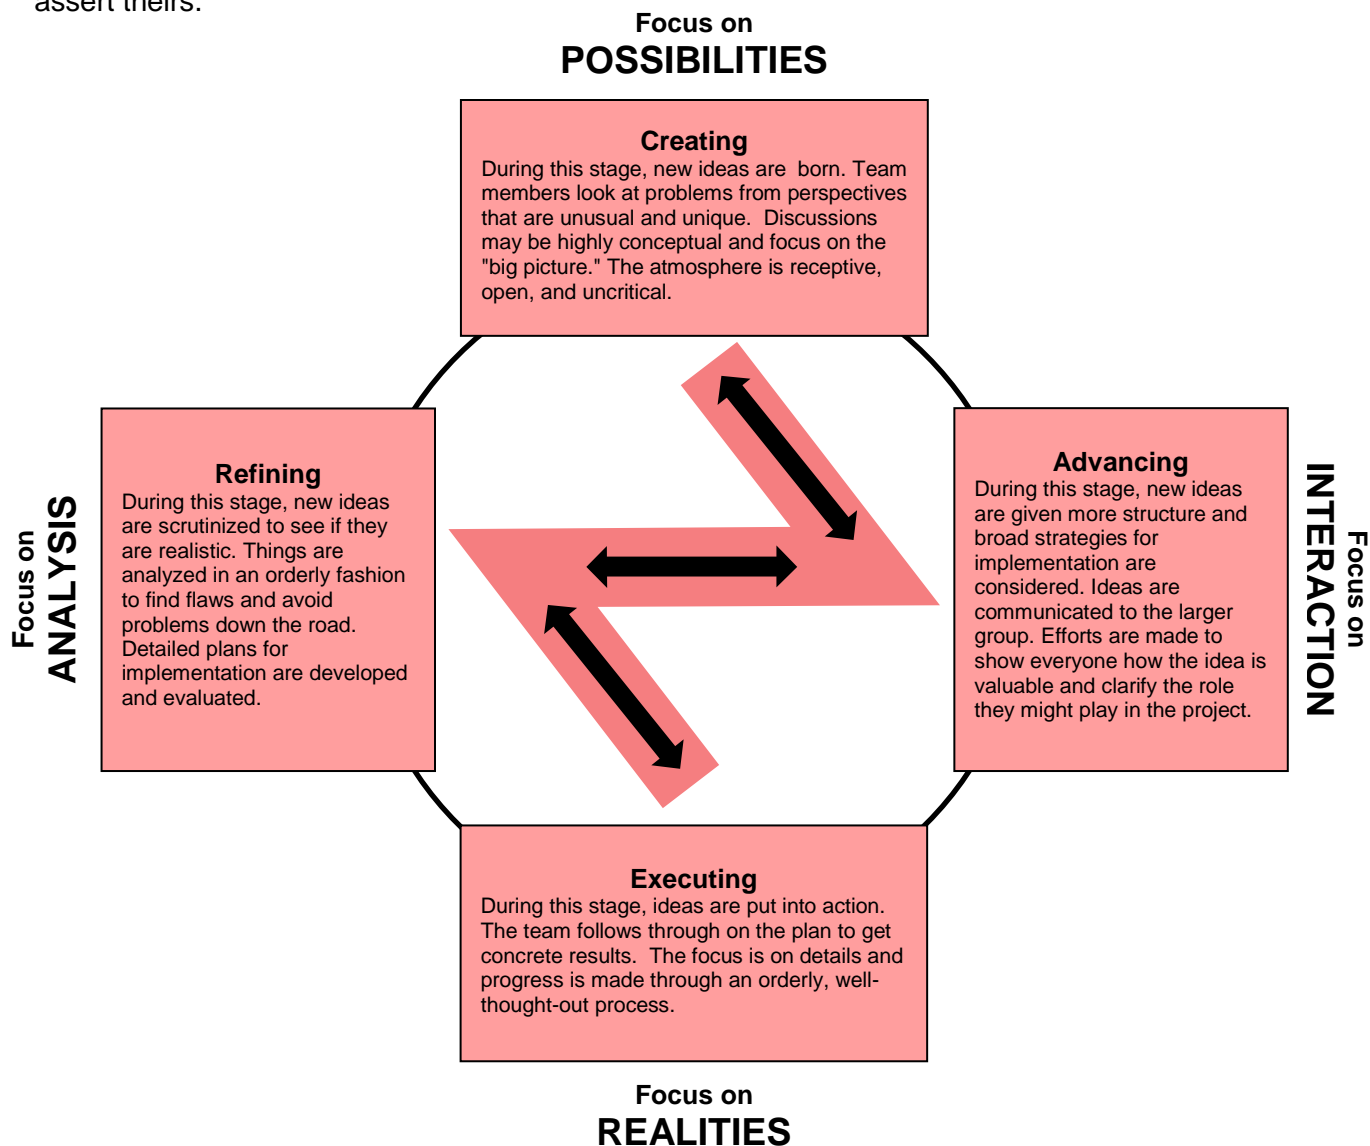 assert theirs.
Focus on
POSSIBILITIES
Creating
During this stage, new ideas are  born. Team
members look at problems from perspectives
that are unusual and unique.  Discussions
may be highly conceptual and focus on the
"big picture." The atmosphere is receptive,
open, and uncritical.
Focus on
ANALYSIS
Refining
During this stage, new ideas
are scrutinized to see if they
are realistic. Things are
analyzed in an orderly fashion
to find flaws and avoid
problems down the road.
Detailed plans for
implementation are developed
and evaluated.
Advancing
During this stage, new ideas
are given more structure and
broad strategies for
implementation are
considered. Ideas are
communicated to the larger
group. Efforts are made to
show everyone how the idea is
valuable and clarify the role
they might play in the project.
Focus on
INTERACTION
Executing
During this stage, ideas are put into action.
The team follows through on the plan to get
concrete results.  The focus is on details and
progress is made through an orderly, well-
thought-out process.
Focus on
REALITIES